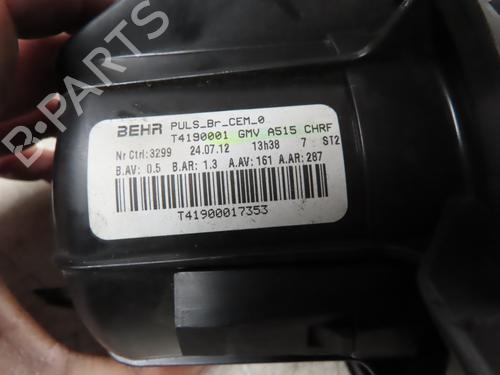 BEHR PULS_Br_CEM_0
T4190001 GMV A515 CHRF
Nr Ctrl:3299 24.07.12 13h38 7 ST2
B.AV: 0.5 B.AR: 1.3 A.AV: 161 A.AR: 287
T41900017353
B-PARTS